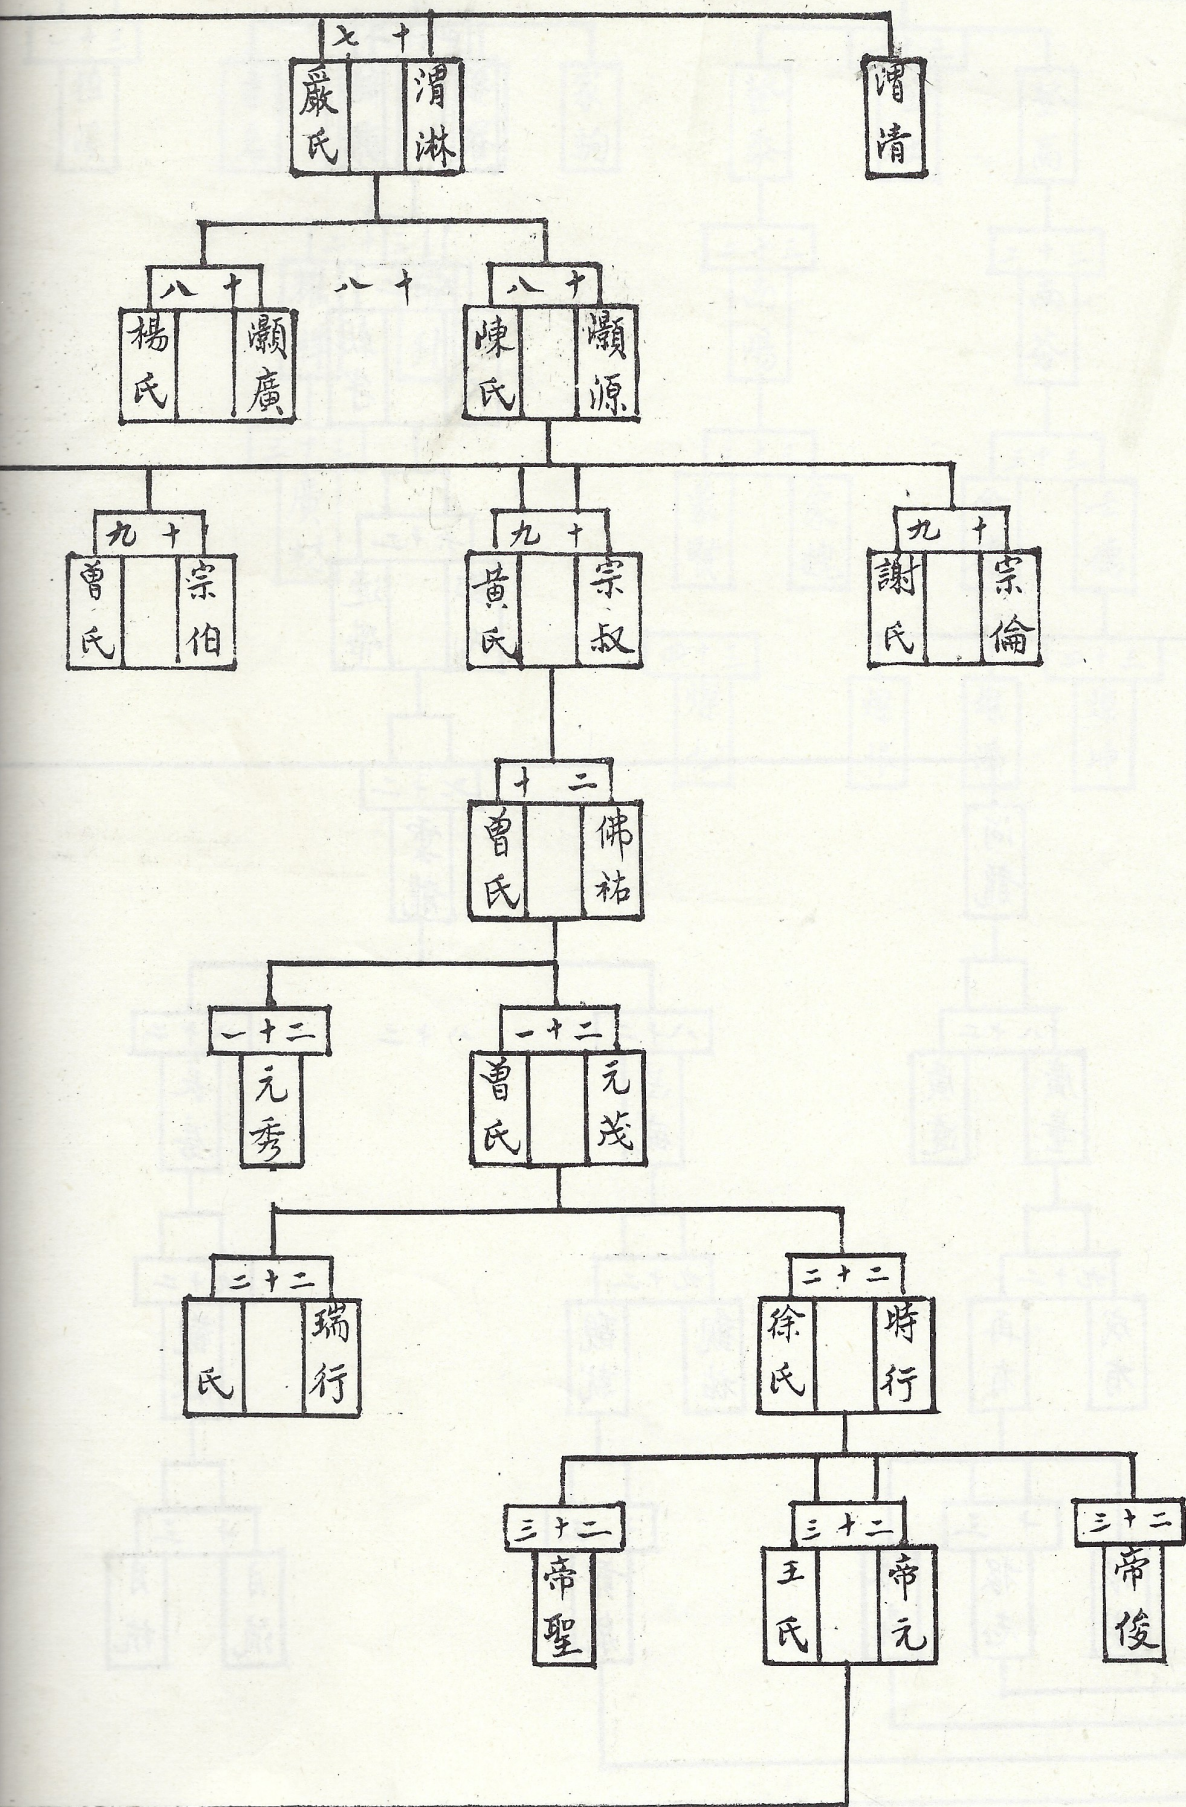 渭清
十七
渭淋
嚴氏
十八
灝源
陳氏
十八
十八
灝廣
楊氏
十九
宗倫
謝氏
十九
宗叔
黃氏
十九
宗伯
曾氏
二十
佛祐
曾氏
二十一
元茂
曾氏
二十一
元秀
二十二
時行
徐氏
二十二
瑞行
氏
二十三
帝俊
二十三
帝元
王氏
二十三
帝聖